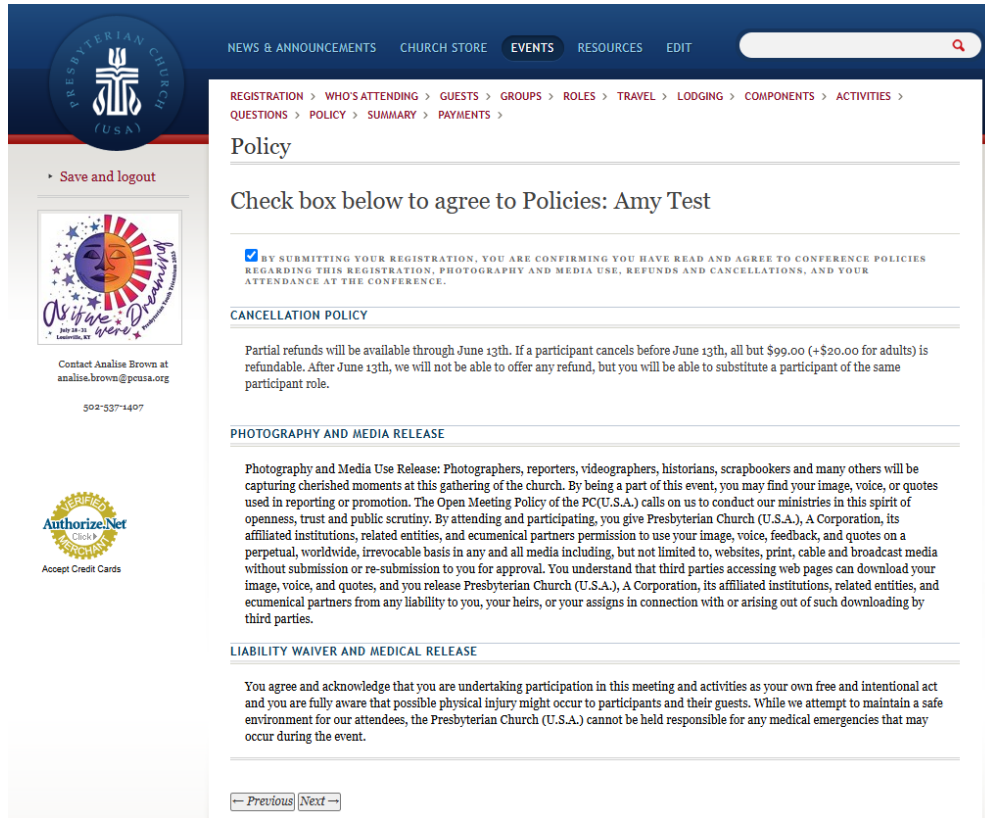 PRESBYTERIAN CHURCH
(USA)
NEWS & ANNOUNCEMENTS CHURCH STORE EVENTS RESOURCES EDIT
REGISTRATION > WHO'S ATTENDING > GUESTS > GROUPS > ROLES > TRAVEL > LODGING > COMPONENTS > ACTIVITIES >
QUESTIONS > POLICY > SUMMARY > PAYMENTS >
Policy
Save and logout
As if we were Dreaming
Presbyterian Youth Triennium 2025
July 28 - 31
Louisville, KY
Contact Analise Brown at
analise.brown@pcusa.org
502-537-1407
VERIFIED
Authorize.Net
Click
MERCHANT
Accept Credit Cards
Check box below to agree to Policies: Amy Test
BY SUBMITTING YOUR REGISTRATION, YOU ARE CONFIRMING YOU HAVE READ AND AGREE TO CONFERENCE POLICIES
REGARDING THIS REGISTRATION, PHOTOGRAPHY AND MEDIA USE, REFUNDS AND CANCELLATIONS, AND YOUR
ATTENDANCE AT THE CONFERENCE.
CANCELLATION POLICY
Partial refunds will be available through June 13th. If a participant cancels before June 13th, all but $99.00 (+$20.00 for adults) is
refundable. After June 13th, we will not be able to offer any refund, but you will be able to substitute a participant of the same
participant role.
PHOTOGRAPHY AND MEDIA RELEASE
Photography and Media Use Release: Photographers, reporters, videographers, historians, scrapbookers and many others will be
capturing cherished moments at this gathering of the church. By being a part of this event, you may find your image, voice, or quotes
used in reporting or promotion. The Open Meeting Policy of the PC(U.S.A.) calls on us to conduct our ministries in this spirit of
openness, trust and public scrutiny. By attending and participating, you give Presbyterian Church (U.S.A.), A Corporation, its
affiliated institutions, related entities, and ecumenical partners permission to use your image, voice, feedback, and quotes on a
perpetual, worldwide, irrevocable basis in any and all media including, but not limited to, websites, print, cable and broadcast media
without submission or re-submission to you for approval. You understand that third parties accessing web pages can download your
image, voice, and quotes, and you release Presbyterian Church (U.S.A.), A Corporation, its affiliated institutions, related entities, and
ecumenical partners from any liability to you, your heirs, or your assigns in connection with or arising out of such downloading by
third parties.
LIABILITY WAIVER AND MEDICAL RELEASE
You agree and acknowledge that you are undertaking participation in this meeting and activities as your own free and intentional act
and you are fully aware that possible physical injury might occur to participants and their guests. While we attempt to maintain a safe
environment for our attendees, the Presbyterian Church (U.S.A.) cannot be held responsible for any medical emergencies that may
occur during the event.
← Previous Next →